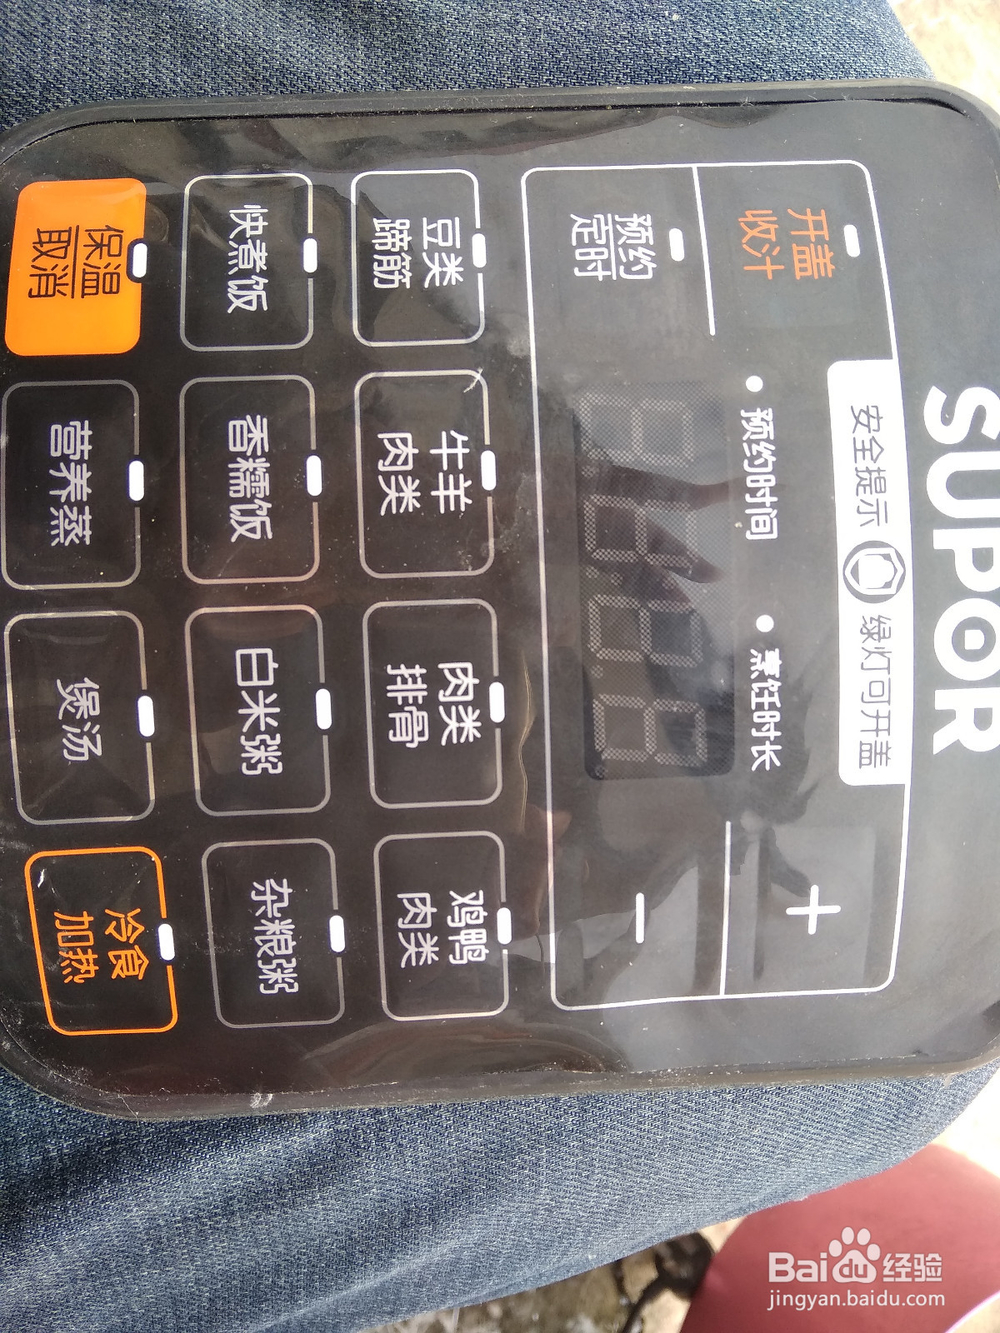 SUPOR
安全提示 绿灯可开盖
开盖
收汁
预约时间
烹饪时长
+
预约
定时
88:88
-
豆类
蹄筋
牛羊
肉类
肉类
排骨
鸡鸭
肉类
快煮饭
香糯饭
白米粥
杂粮粥
保温
取消
营养蒸
煲汤
冷食
加热
Baidu经验
jingyan.baidu.com